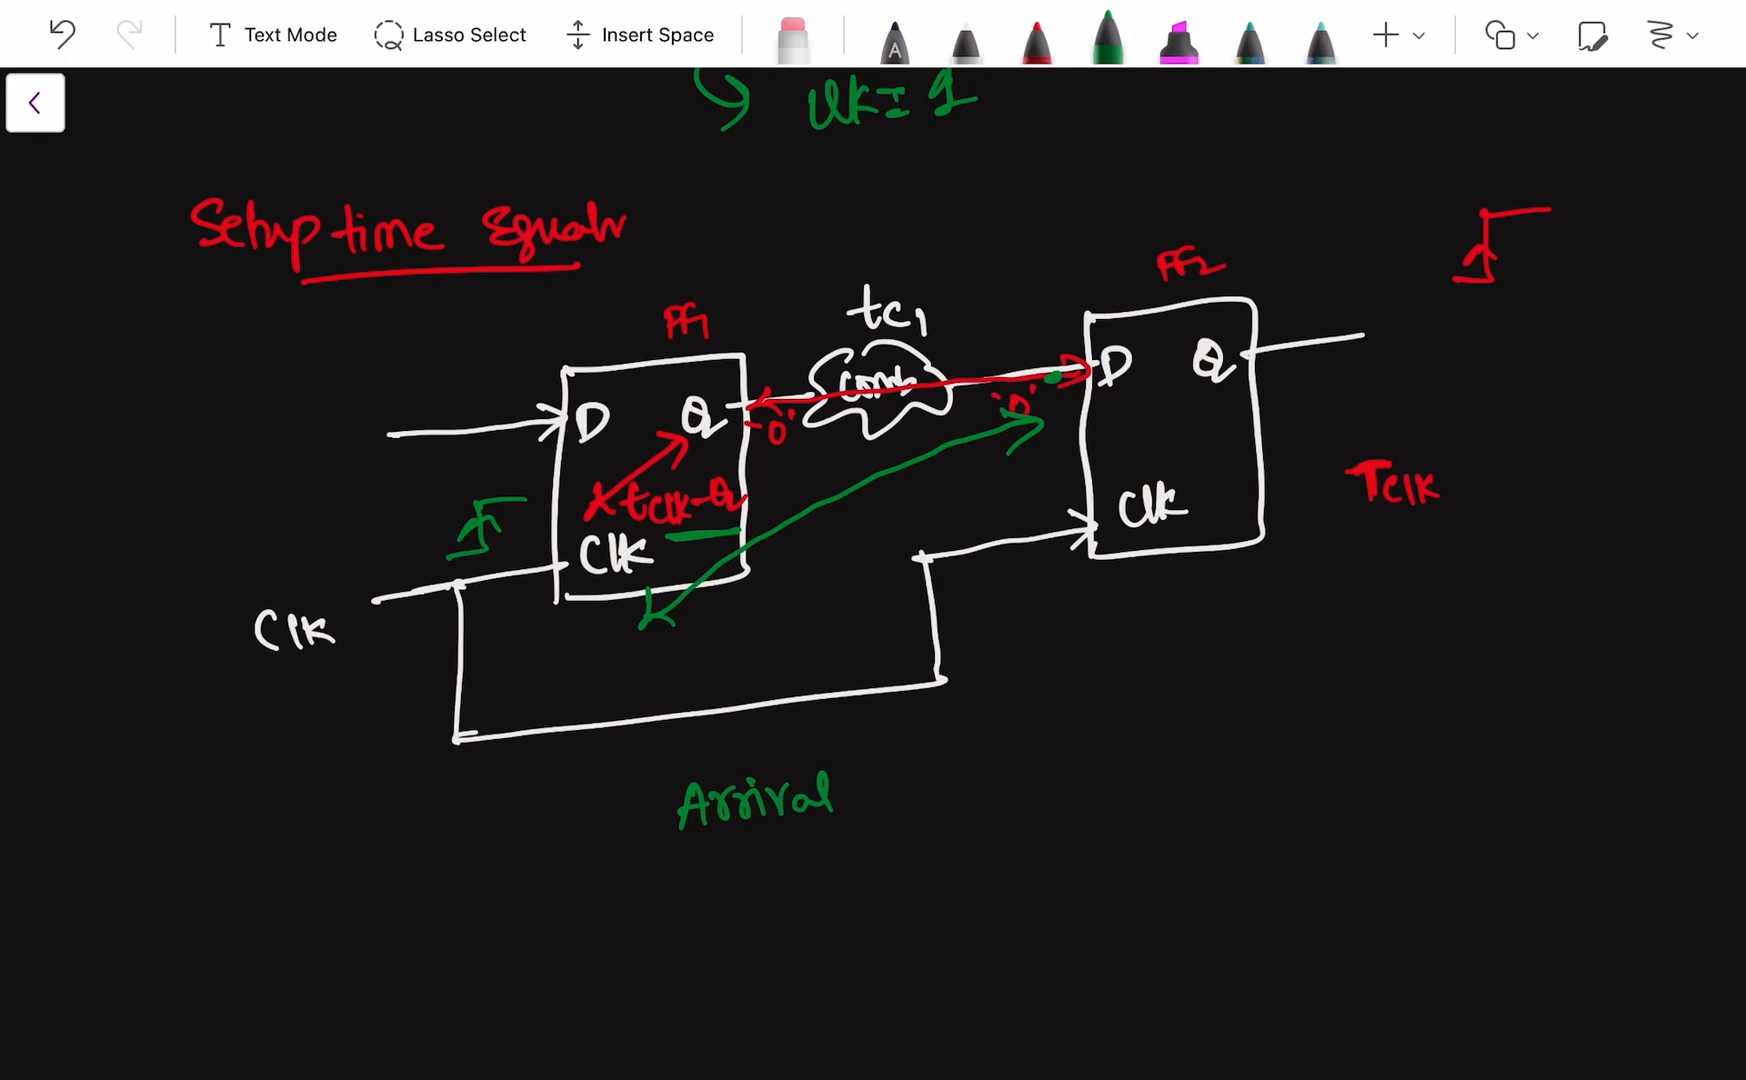 Text Mode
Lasso Select
Insert Space
A
Clk = 1
Setup time
FF2
FF1
tc1
Comb
D Q
D Q
'0'
'0'
tclk-Q
Tclk
Clk
Clk
Clk
Arrival